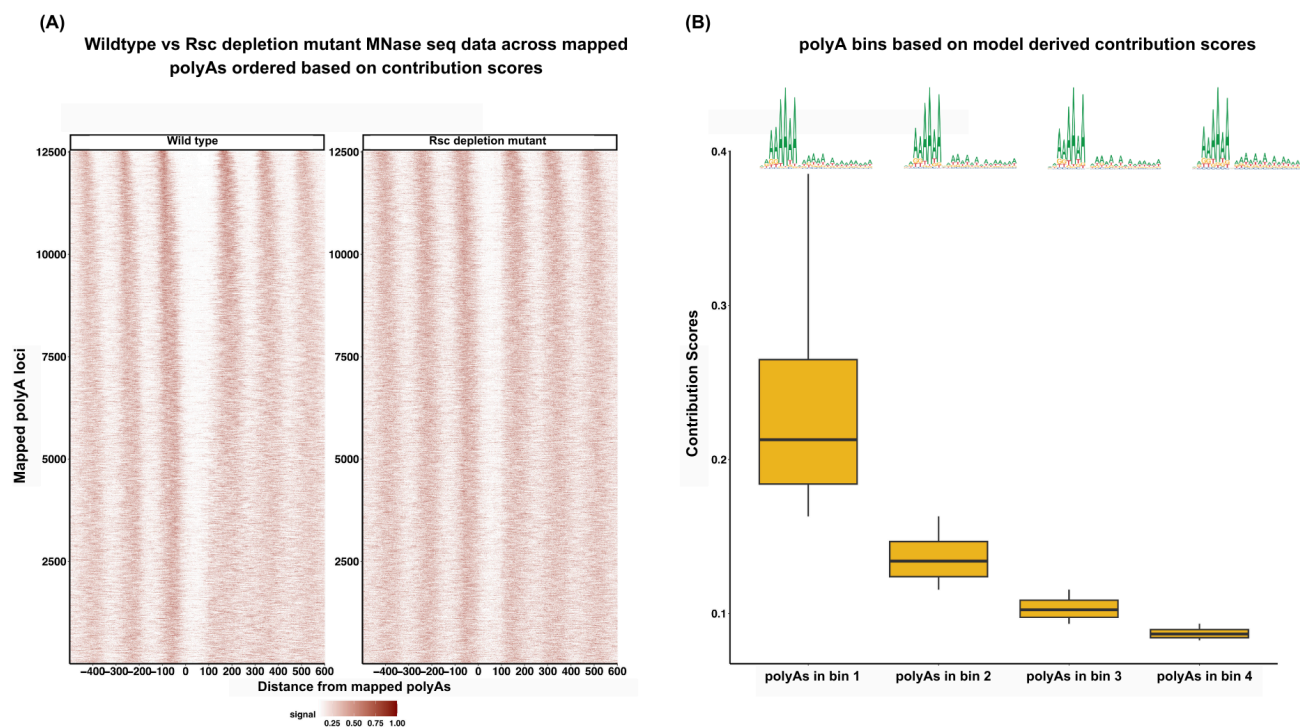 (A)
Wildtype vs Rsc depletion mutant MNase seq data across mapped
polyAs ordered based on contribution scores
Wild type
Rsc depletion mutant
12500
10000
7500
5000
2500
12500
10000
7500
5000
2500
Mapped polyA loci
−400 −300 −200 −100 0 100 200 300 400 500 600
−400 −300 −200 −100 0 100 200 300 400 500 600
Distance from mapped polyAs
signal
0.25 0.50 0.75 1.00
(B)
polyA bins based on model derived contribution scores
0.4
0.3
0.2
0.1
Contribution Scores
polyAs in bin 1
polyAs in bin 2
polyAs in bin 3
polyAs in bin 4